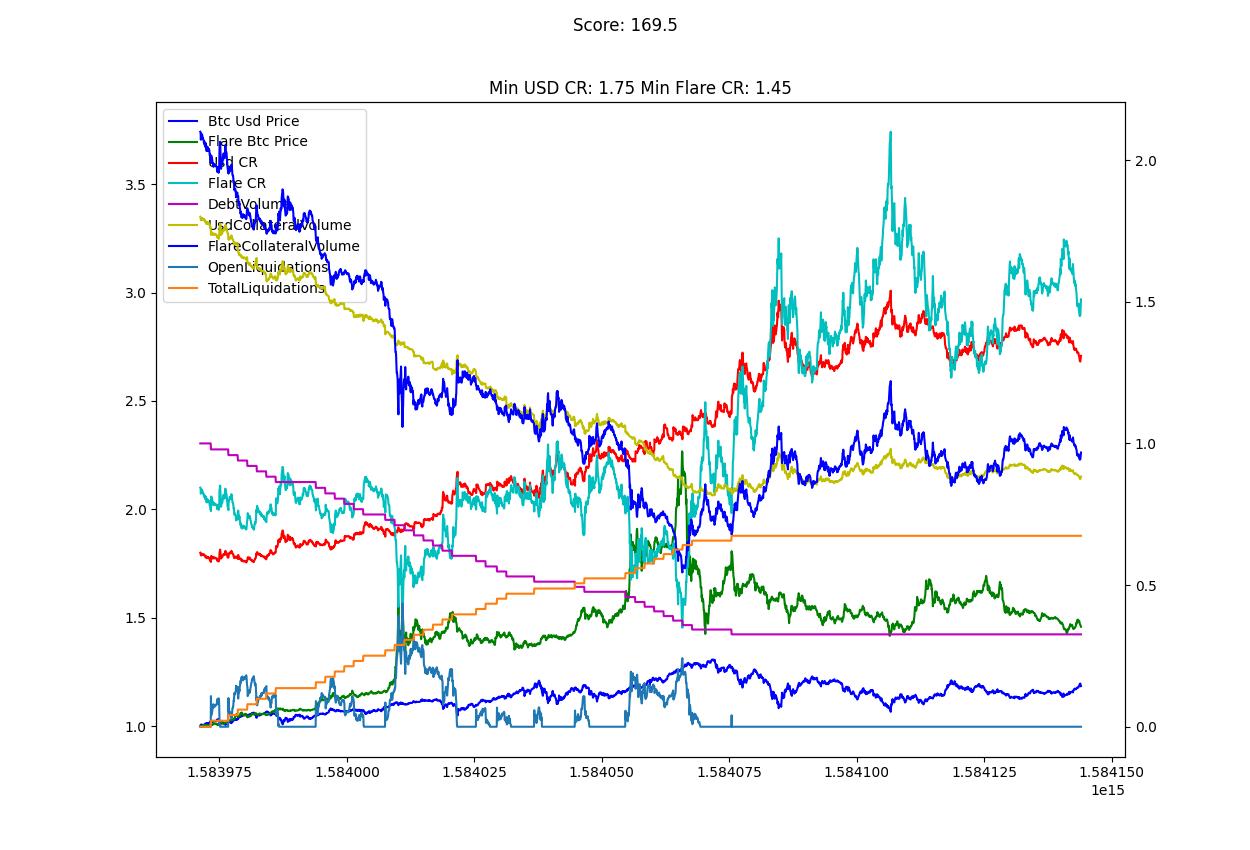 Score: 169.5
Min USD CR: 1.75 Min Flare CR: 1.45
Btc Usd Price
Flare Btc Price
Usd CR
Flare CR
DebtVolume
UsdCollateralVolume
FlareCollateralVolume
OpenLiquidations
TotalLiquidations
3.5
3.0
2.5
2.0
1.5
1.0
2.0
1.5
1.0
0.5
0.0
1.583975
1.584000
1.584025
1.584050
1.584075
1.584100
1.584125
1.584150
1e15